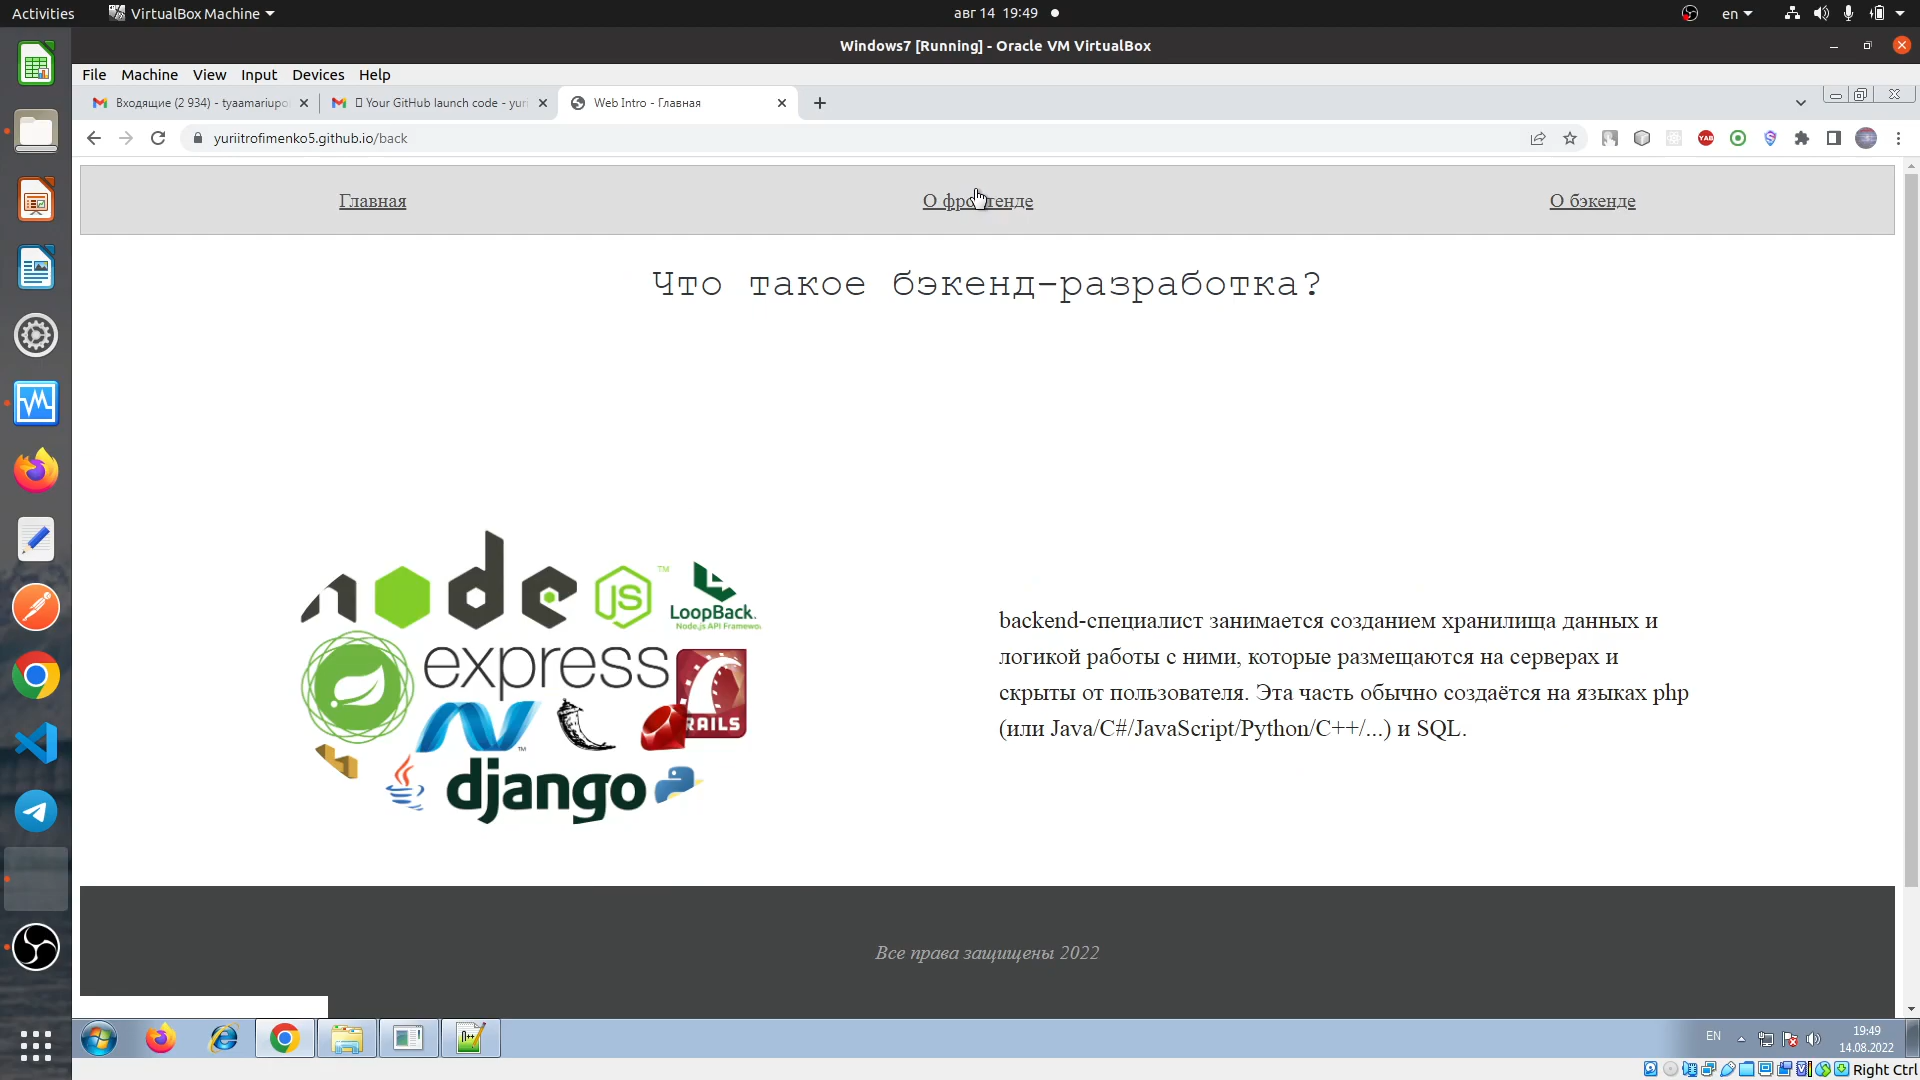 Activities
VirtualBox Machine
авг 14 19:49
en
Windows7 [Running] - Oracle VM VirtualBox
File Machine View Input Devices Help
Входящие (2 934) - tyaamariupo
Your GitHub launch code - yuri
Web Intro - Главная
yuriitrofimenko5.github.io/back
Главная
О фронтенде
О бэкенде
Что такое бэкенд-разработка?
node JS TM
LoopBack.
Node.js API Framewo
express
RAILS
TM
django
backend-специалист занимается созданием хранилища данных и
логикой работы с ними, которые размещаются на серверах и
скрыты от пользователя. Эта часть обычно создаётся на языках php
(или Java/C#/JavaScript/Python/C++/...) и SQL.
Все права защищены 2022
EN
19:49
14.08.2022
Right Ctrl